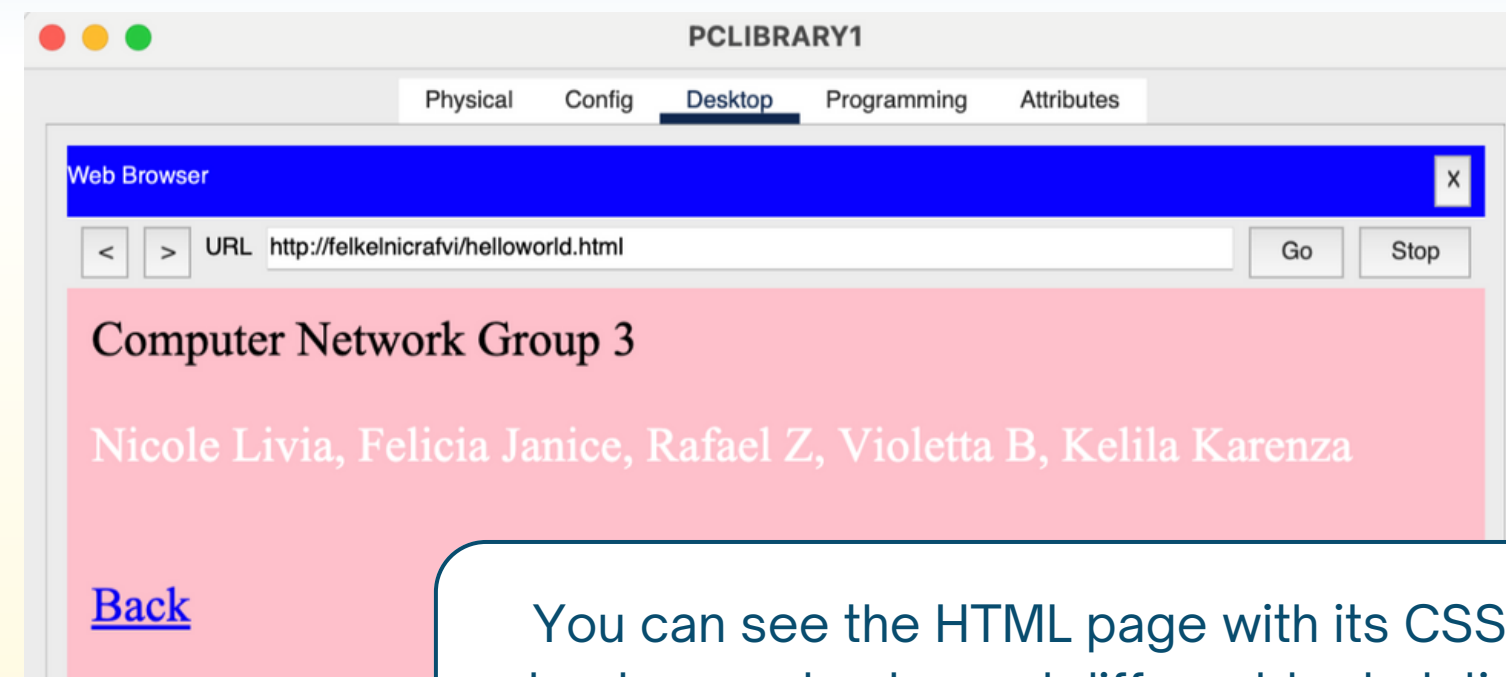 PCLIBRARY1
Physical Config Desktop Programming Attributes
Web Browser X
< > URL http://felkelnicrafvi/helloworld.html Go Stop
Computer Network Group 3
Nicole Livia, Felicia Janice, Rafael Z, Violetta B, Kelila Karenza
Back
You can see the HTML page with its CSS